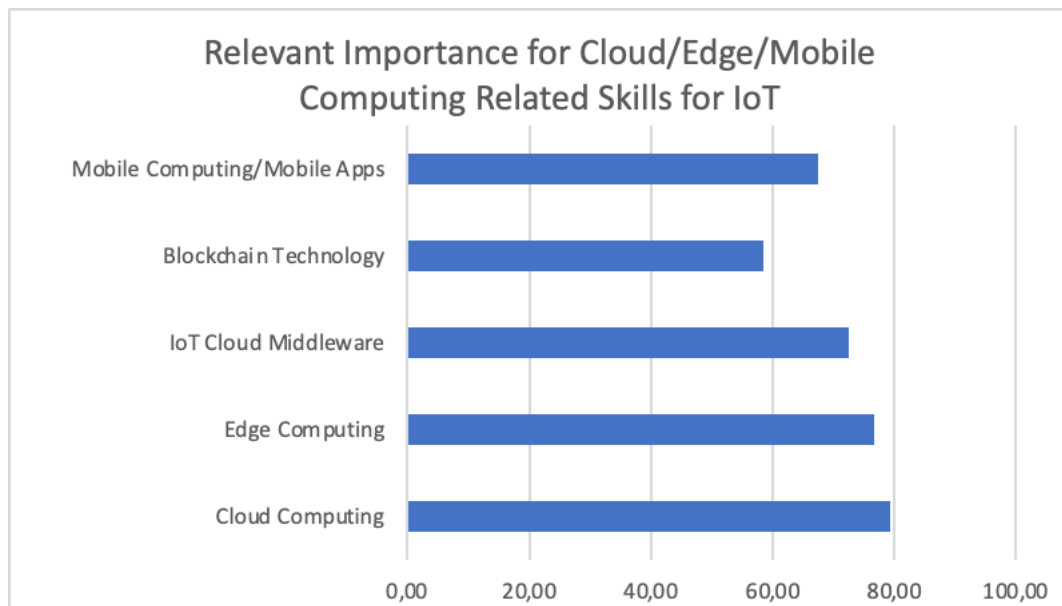 Relevant Importance for Cloud/Edge/Mobile
Computing Related Skills for IoT
Mobile Computing/Mobile Apps
Blockchain Technology
IoT Cloud Middleware
Edge Computing
Cloud Computing
0,00 20,00 40,00 60,00 80,00 100,00